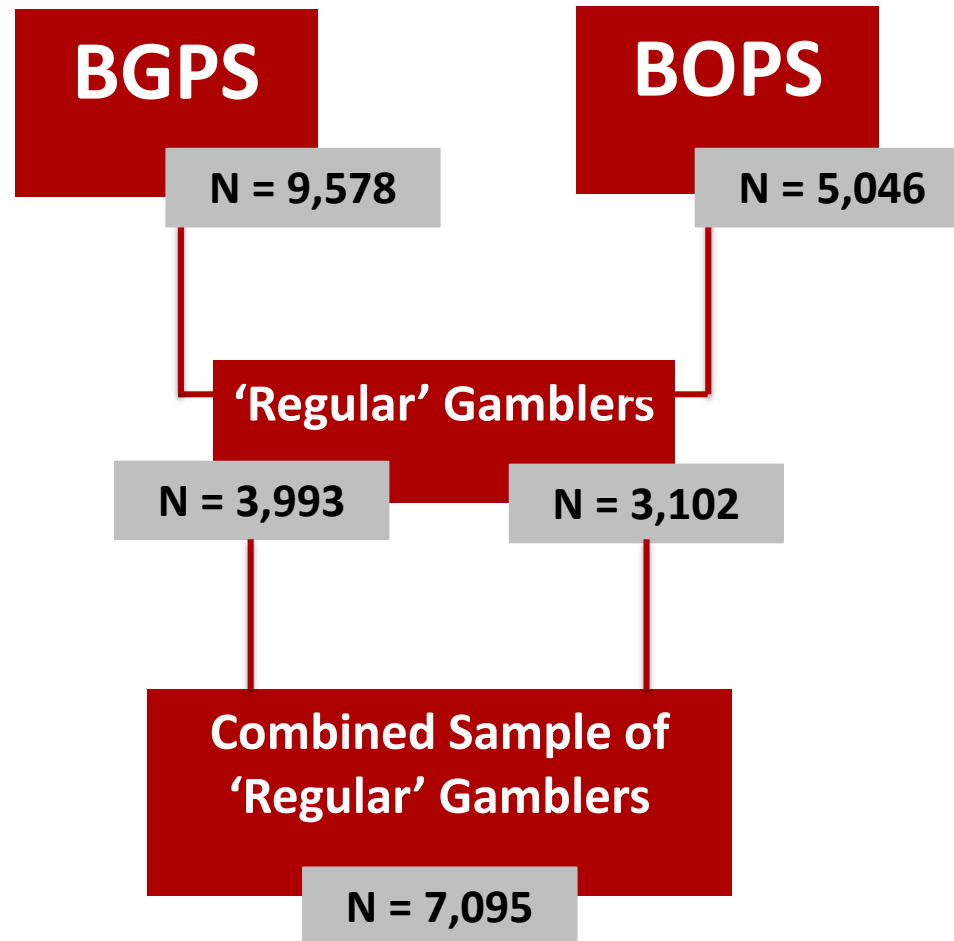 BGPS
BOPS
N = 9,578
N = 5,046
‘Regular’ Gamblers
N = 3,993
N = 3,102
Combined Sample of
‘Regular’ Gamblers
N = 7,095